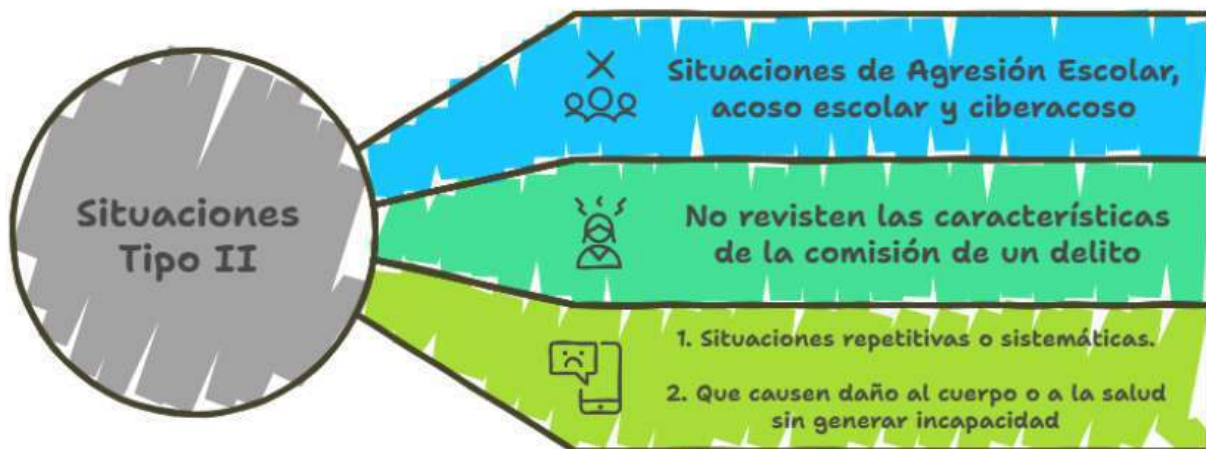 Situaciones
Tipo II
Situaciones de Agresión Escolar,
acoso escolar y ciberacoso
No revisten las características
de la comisión de un delito
1. Situaciones repetitivas o sistemáticas.
2. Que causen daño al cuerpo o a la salud
sin generar incapacidad